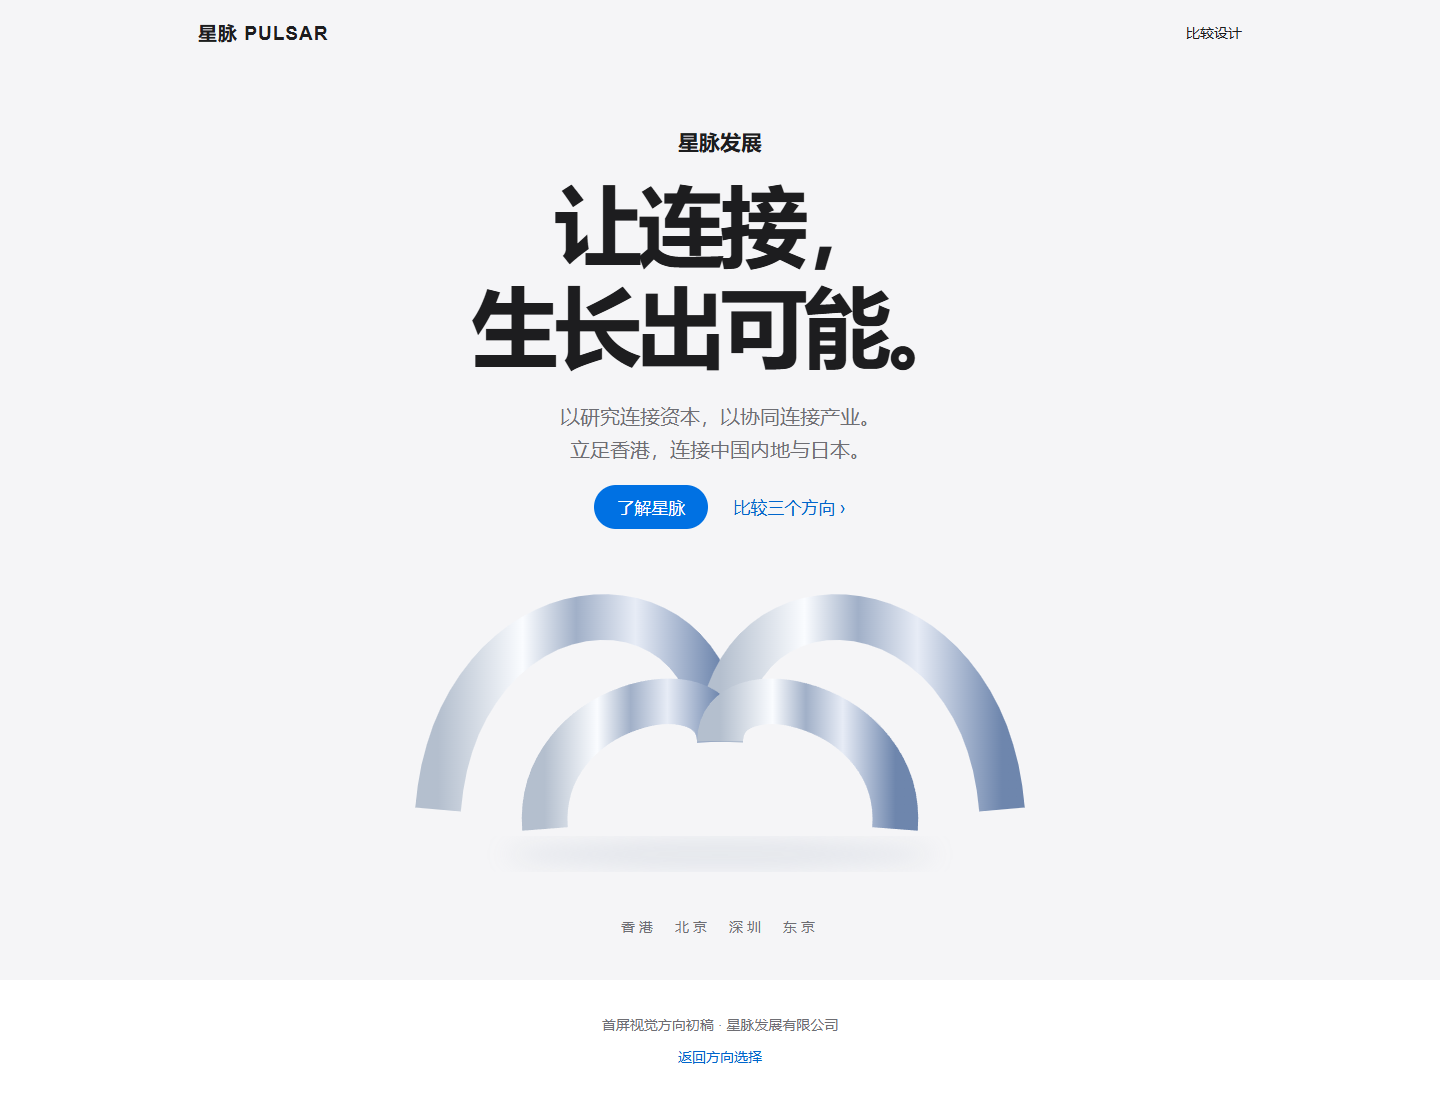 星脉 PULSAR
比较设计
星脉发展
让连接，
生长出可能。
以研究连接资本，以协同连接产业。
立足香港，连接中国内地与日本。
了解星脉
比较三个方向 ›
香港 北京 深圳 东京
首屏视觉方向初稿 · 星脉发展有限公司
返回方向选择